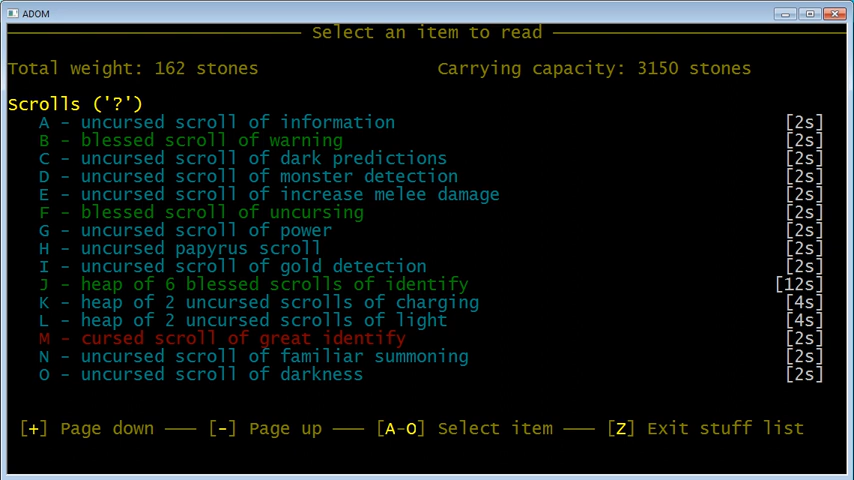 ADOM
Select an item to read
Total weight: 162 stones Carrying capacity: 3150 stones
Scrolls ('?')
A - uncursed scroll of information [2s]
B - blessed scroll of warning [2s]
C - uncursed scroll of dark predictions [2s]
D - uncursed scroll of monster detection [2s]
E - uncursed scroll of increase melee damage [2s]
F - blessed scroll of uncursing [2s]
G - uncursed scroll of power [2s]
H - uncursed papyrus scroll [2s]
I - uncursed scroll of gold detection [2s]
J - heap of 6 blessed scrolls of identify [12s]
K - heap of 2 uncursed scrolls of charging [4s]
L - heap of 2 uncursed scrolls of light [4s]
M - cursed scroll of great identify [2s]
N - uncursed scroll of familiar summoning [2s]
O - uncursed scroll of darkness [2s]
[+] Page down —— [-] Page up —— [A-O] Select item —— [Z] Exit stuff list